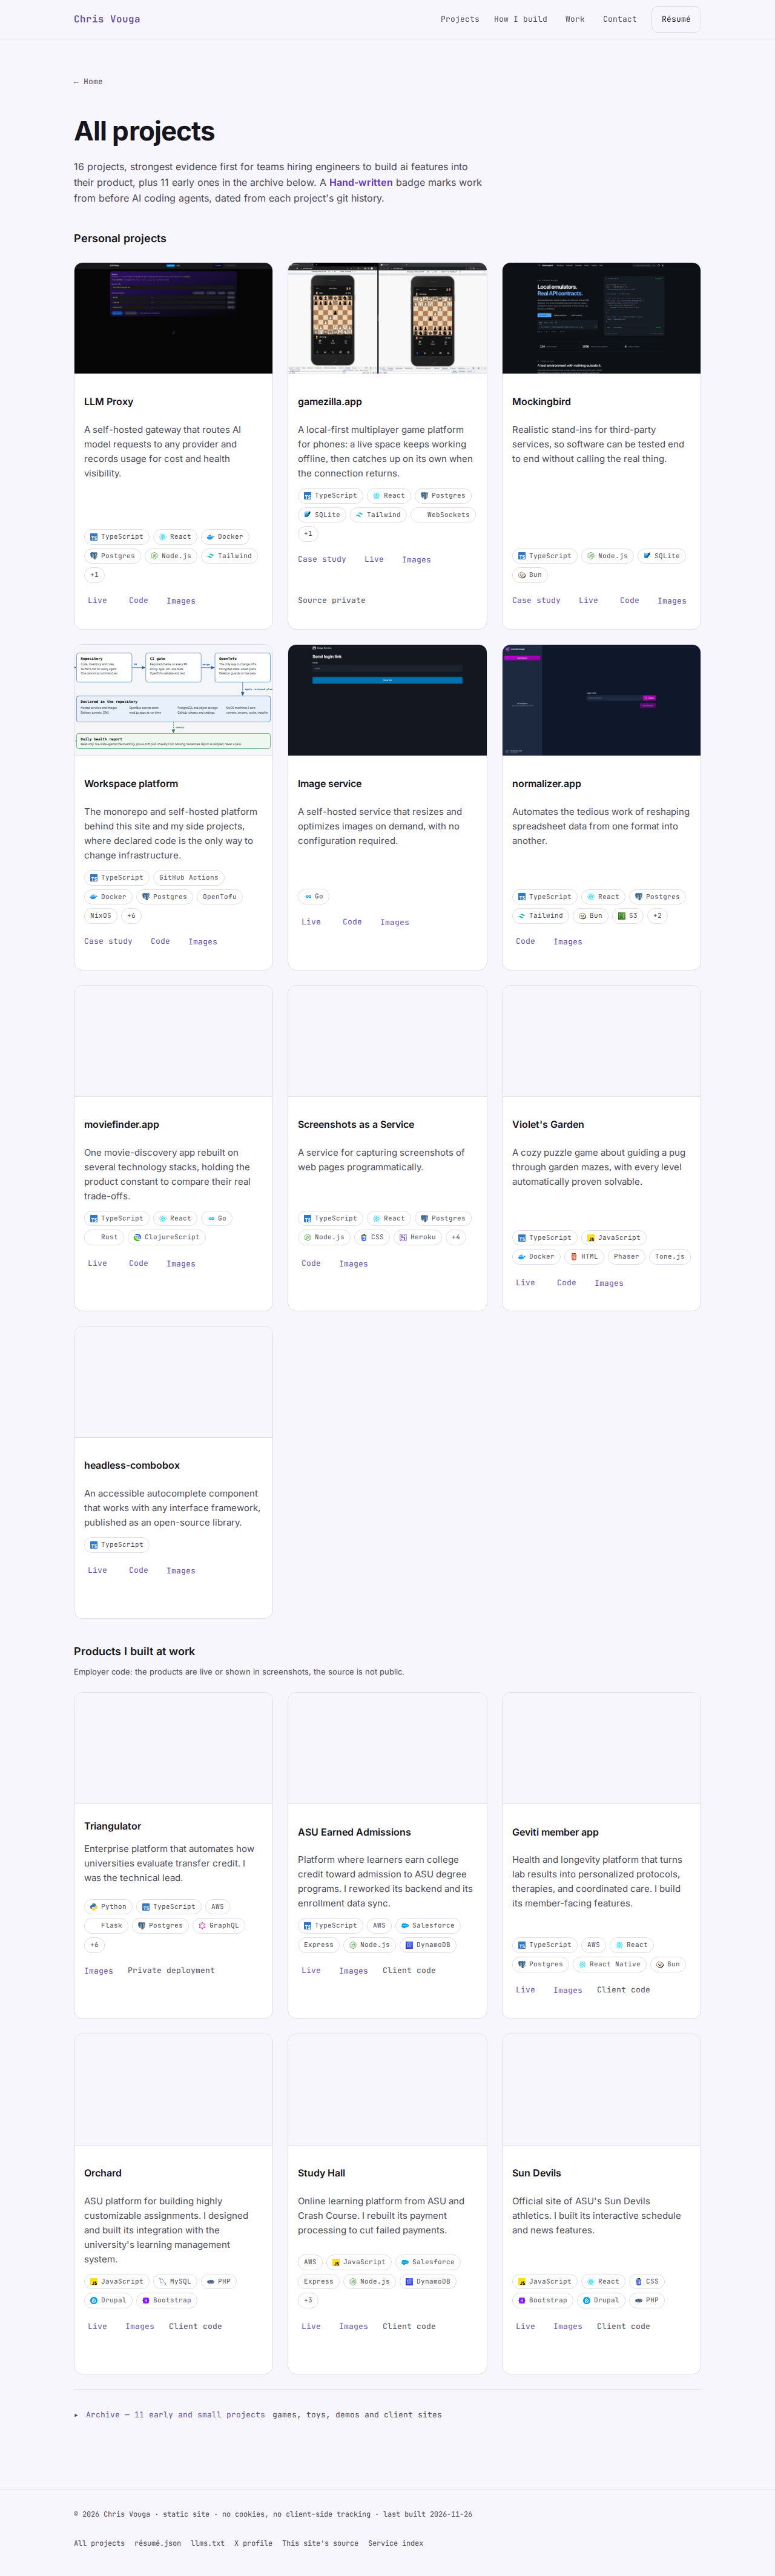 Chris Vouga
Projects How I build Work Contact Résumé
← Home
All projects
16 projects, strongest evidence first for teams hiring engineers to build ai features into
their product, plus 11 early ones in the archive below. A Hand-written badge marks work
from before AI coding agents, dated from each project's git history.
Personal projects
LLM Proxy
A self-hosted gateway that routes AI
model requests to any provider and
records usage for cost and health
visibility.
TypeScript React Docker
Postgres Node.js Tailwind
+1
Live Code Images
gamezilla.app
A local-first multiplayer game platform
for phones: a live space keeps working
offline, then catches up on its own when
the connection returns.
TypeScript React Postgres
SQLite Tailwind WebSockets
+1
Case study Live Images
Source private
Local emulators.
Real API contracts.
Mockingbird
Realistic stand-ins for third-party
services, so software can be tested end
to end without calling the real thing.
TypeScript Node.js SQLite
Bun
Case study Live Code Images
Repository
CI gate
OpenTofu
Declared in the repository
Daily health report
Workspace platform
The monorepo and self-hosted platform
behind this site and my side projects,
where declared code is the only way to
change infrastructure.
TypeScript GitHub Actions
Docker Postgres OpenTofu
NixOS +6
Case study Code Images
Send login link
Image service
A self-hosted service that resizes and
optimizes images on demand, with no
configuration required.
Go
Live Code Images
normalizer.app
Automates the tedious work of reshaping
spreadsheet data from one format into
another.
TypeScript React Postgres
Tailwind Bun S3 +2
Code Images
moviefinder.app
One movie-discovery app rebuilt on
several technology stacks, holding the
product constant to compare their real
trade-offs.
TypeScript React Go
Rust ClojureScript
Live Code Images
Screenshots as a Service
A service for capturing screenshots of
web pages programmatically.
TypeScript React Postgres
Node.js CSS Heroku +4
Code Images
Violet's Garden
A cozy puzzle game about guiding a pug
through garden mazes, with every level
automatically proven solvable.
TypeScript JavaScript
Docker HTML Phaser Tone.js
Live Code Images
headless-combobox
An accessible autocomplete component
that works with any interface framework,
published as an open-source library.
TypeScript
Live Code Images
Products I built at work
Employer code: the products are live or shown in screenshots, the source is not public.
Triangulator
Enterprise platform that automates how
universities evaluate transfer credit. I
was the technical lead.
Python TypeScript AWS
Flask Postgres GraphQL
+6
Images Private deployment
ASU Earned Admissions
Platform where learners earn college
credit toward admission to ASU degree
programs. I reworked its backend and its
enrollment data sync.
TypeScript AWS Salesforce
Express Node.js DynamoDB
Live Images Client code
Geviti member app
Health and longevity platform that turns
lab results into personalized protocols,
therapies, and coordinated care. I build
its member-facing features.
TypeScript AWS React
Postgres React Native Bun
Live Images Client code
Orchard
ASU platform for building highly
customizable assignments. I designed
and built its integration with the
university's learning management
system.
JavaScript MySQL PHP
Drupal Bootstrap
Live Images Client code
Study Hall
Online learning platform from ASU and
Crash Course. I rebuilt its payment
processing to cut failed payments.
AWS JavaScript Salesforce
Express Node.js DynamoDB
+3
Live Images Client code
Sun Devils
Official site of ASU's Sun Devils
athletics. I built its interactive schedule
and news features.
JavaScript React CSS
Bootstrap Drupal PHP
Live Images Client code
▸ Archive — 11 early and small projects games, toys, demos and client sites
© 2026 Chris Vouga · static site · no cookies, no client-side tracking · last built 2026-11-26
All projects résumé.json llms.txt X profile This site's source Service index